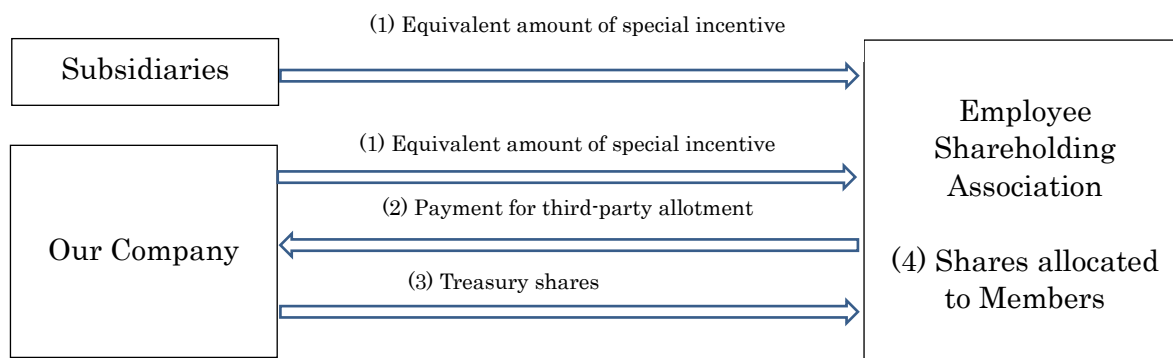 (1) Equivalent amount of special incentive
Subsidiaries
(1) Equivalent amount of special incentive
(2) Payment for third-party allotment
Our Company
(3) Treasury shares
Employee
Shareholding
Association
(4) Shares allocated
to Members